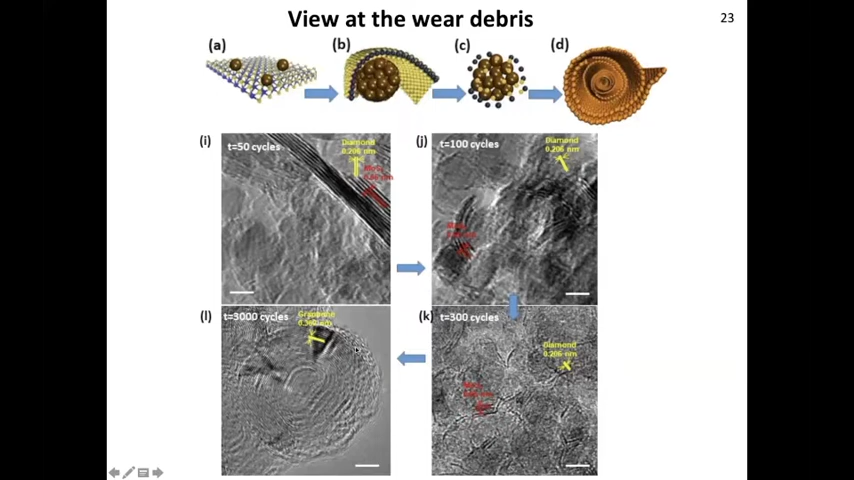 View at the wear debris
23
(a)
(b)
(c)
(d)
(i)
t=50 cycles
Diamond
0.206 nm
(j)
t=100 cycles
Diamond
0.206 nm
(l)
t=3000 cycles
(k)
t=300 cycles
Diamond
0.206 nm